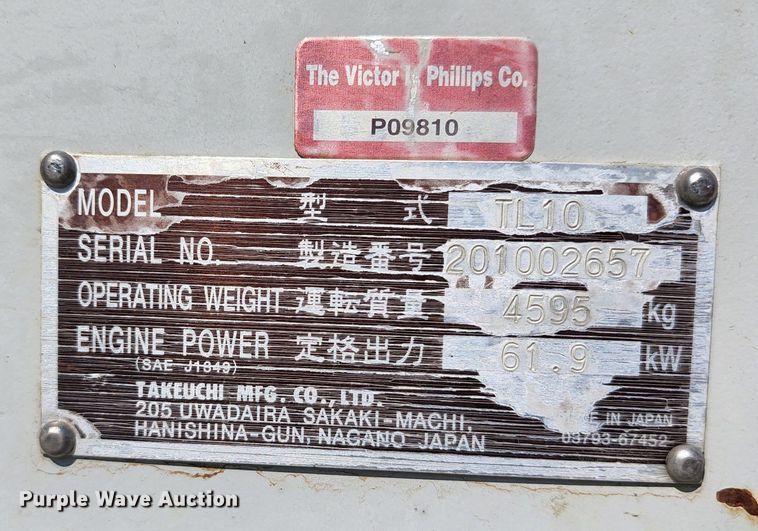 The Victor L Phillips Co.
P09810
MODEL 型 式 TL10
SERIAL NO. 製造番号 201002657
OPERATING WEIGHT 運転質量 4595 kg
ENGINE POWER 定格出力 61.9 kW
(SAE J1349)
TAKEUCHI MFG. CO., LTD.
205 UWADAIRA SAKAKI-MACHI,
HANISHINA-GUN, NAGANO JAPAN
IN JAPAN
03793-67452
Purple Wave Auction